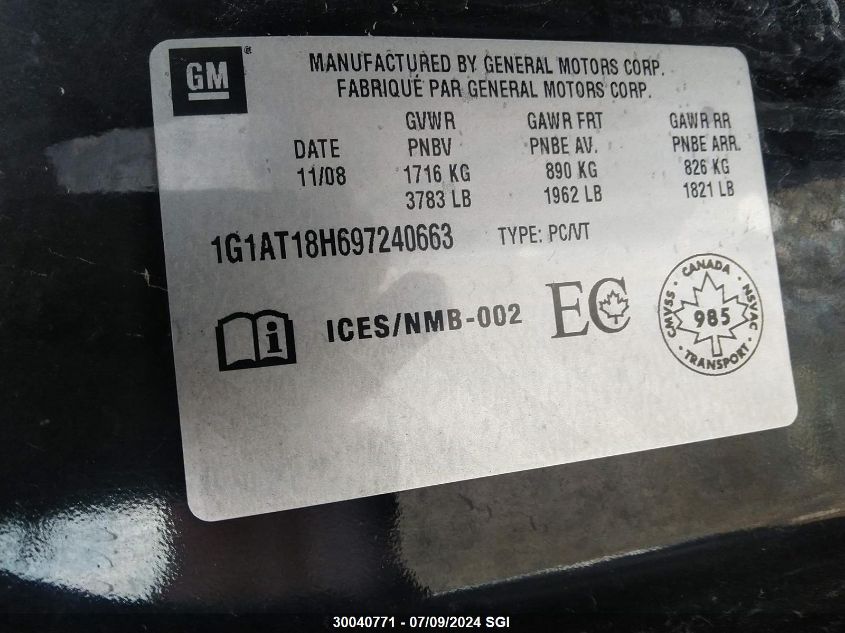 GM ®
MANUFACTURED BY GENERAL MOTORS CORP.
FABRIQUÉ PAR GENERAL MOTORS CORP.
GVWR GAWR FRT GAWR RR
DATE PNBV PNBE AV. PNBE ARR.
11/08 1716 KG 890 KG 826 KG
3783 LB 1962 LB 1821 LB
1G1AT18H697240663 TYPE: PC/VT
i ICES/NMB-002 EC
CANADA
CMVSS 985 NSVAC
TRANSPORT
30040771 - 07/09/2024 SGI